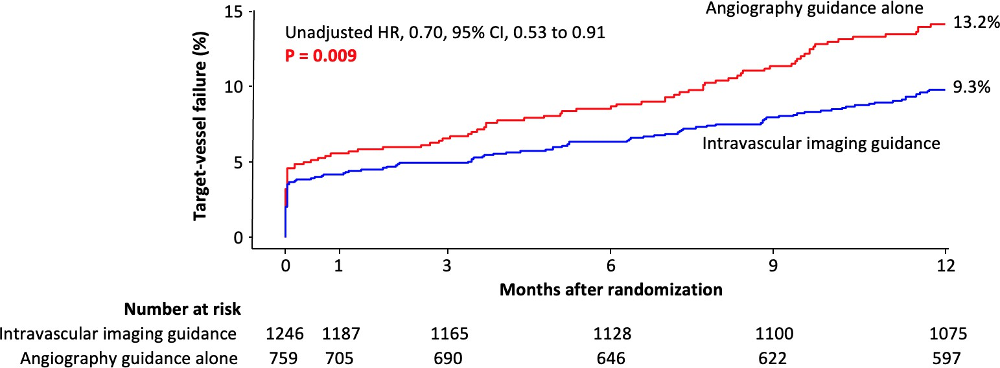 Angiography guidance alone
15
13.2%
Unadjusted HR, 0.70, 95% CI, 0.53 to 0.91
P = 0.009
Target-vessel failure (%)
10
9.3%
Intravascular imaging guidance
5
0
0 1 3 6 9 12
Months after randomization
Number at risk
Intravascular imaging guidance 1246 1187 1165 1128 1100 1075
Angiography guidance alone 759 705 690 646 622 597